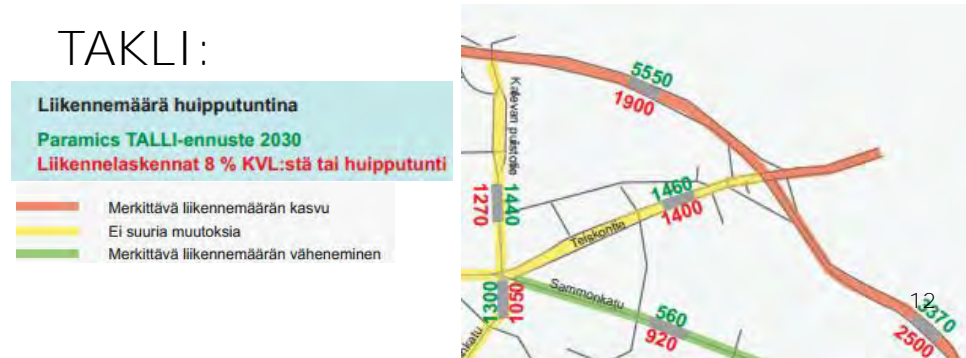 TAKLI:
Liikennemäärä huipputuntina
Paramics TALLI-ennuste 2030
Liikennelaskennat 8 % KVL:stä tai huipputunti
Merkittävä liikennemäärän kasvu
Ei suuria muutoksia
Merkittävä liikennemäärän väheneminen
5550
1900
Kalevan puistotie
1270
1440
1460
1400
Teiskontie
1300
1050
Sammonkatu
560
920
12
3370
2500